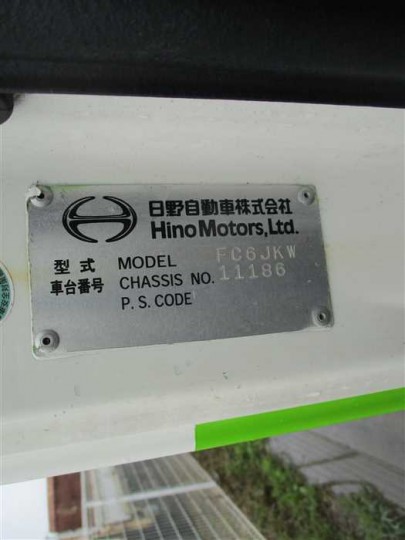 日野自動車株式会社
Hino Motors, Ltd.
型式 MODEL FC6JKW
車台番号 CHASSIS NO. 11186
P.S.CODE